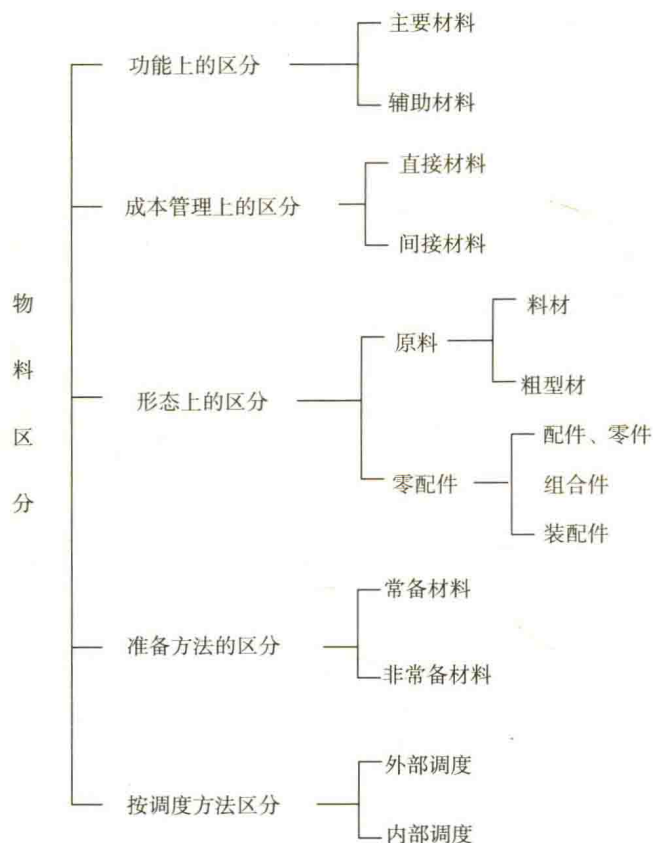 物料区分
功能上的区分
主要材料
辅助材料
成本管理上的区分
直接材料
间接材料
形态上的区分
原料
料材
粗型材
零配件
配件、零件
组合件
装配件
准备方法的区分
常备材料
非常备材料
按调度方法区分
外部调度
内部调度